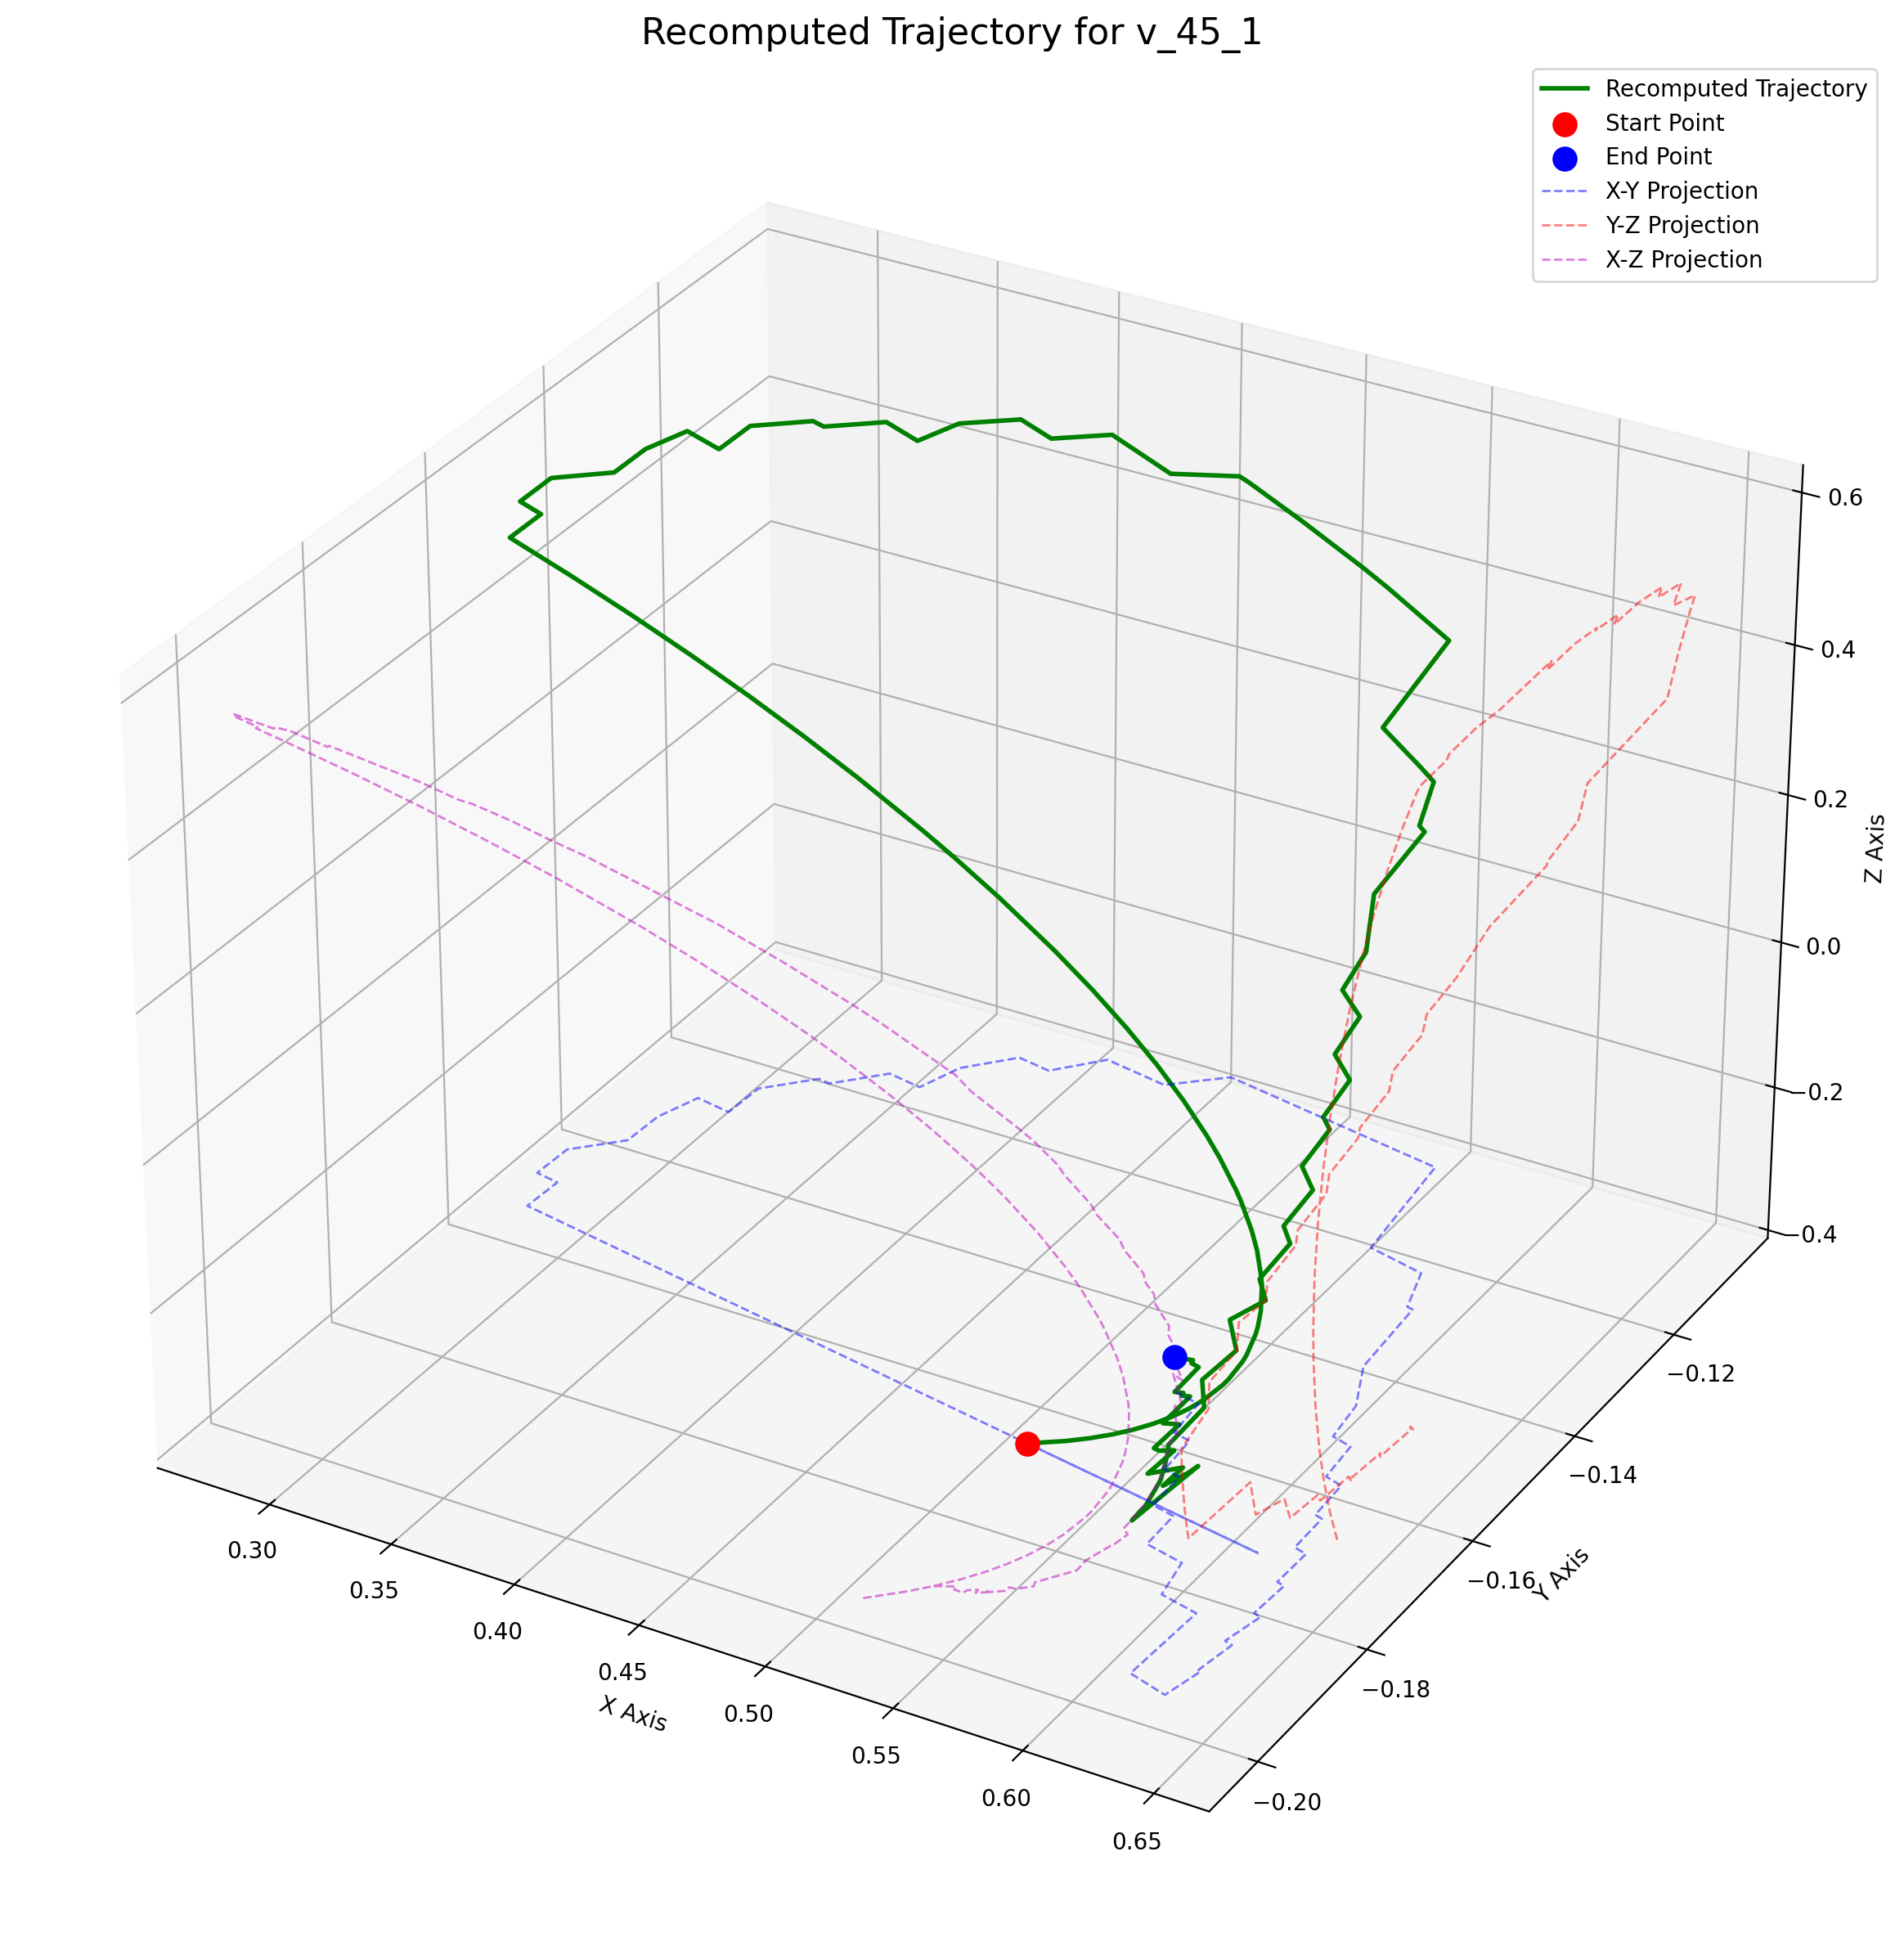 Recomputed Trajectory for v_45_1
Recomputed Trajectory
Start Point
End Point
X-Y Projection
Y-Z Projection
X-Z Projection
0.6
0.4
0.2
0.0
−0.2
−0.4
Z Axis
−0.12
−0.14
−0.16
−0.18
−0.20
Y Axis
0.30
0.35
0.40
0.45
0.50
0.55
0.60
0.65
X Axis